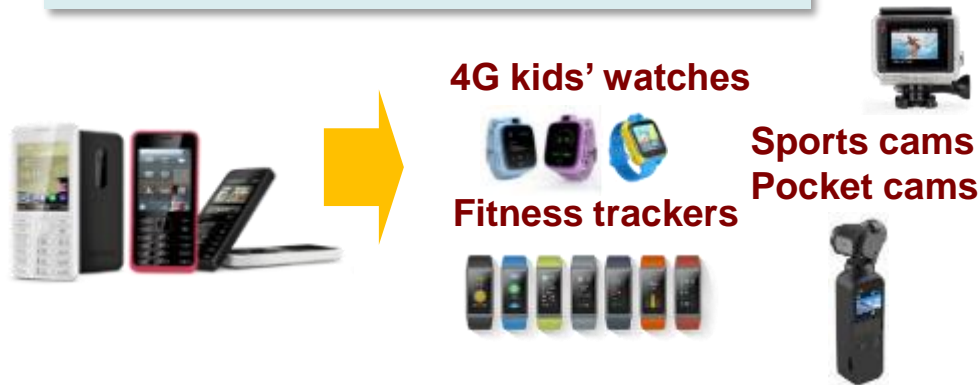 4G kids’ watches
Sports cams
Pocket cams
Fitness trackers